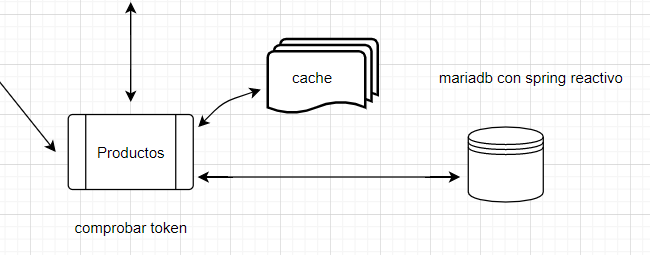 cache
mariadb con spring reactivo
Productos
comprobar token